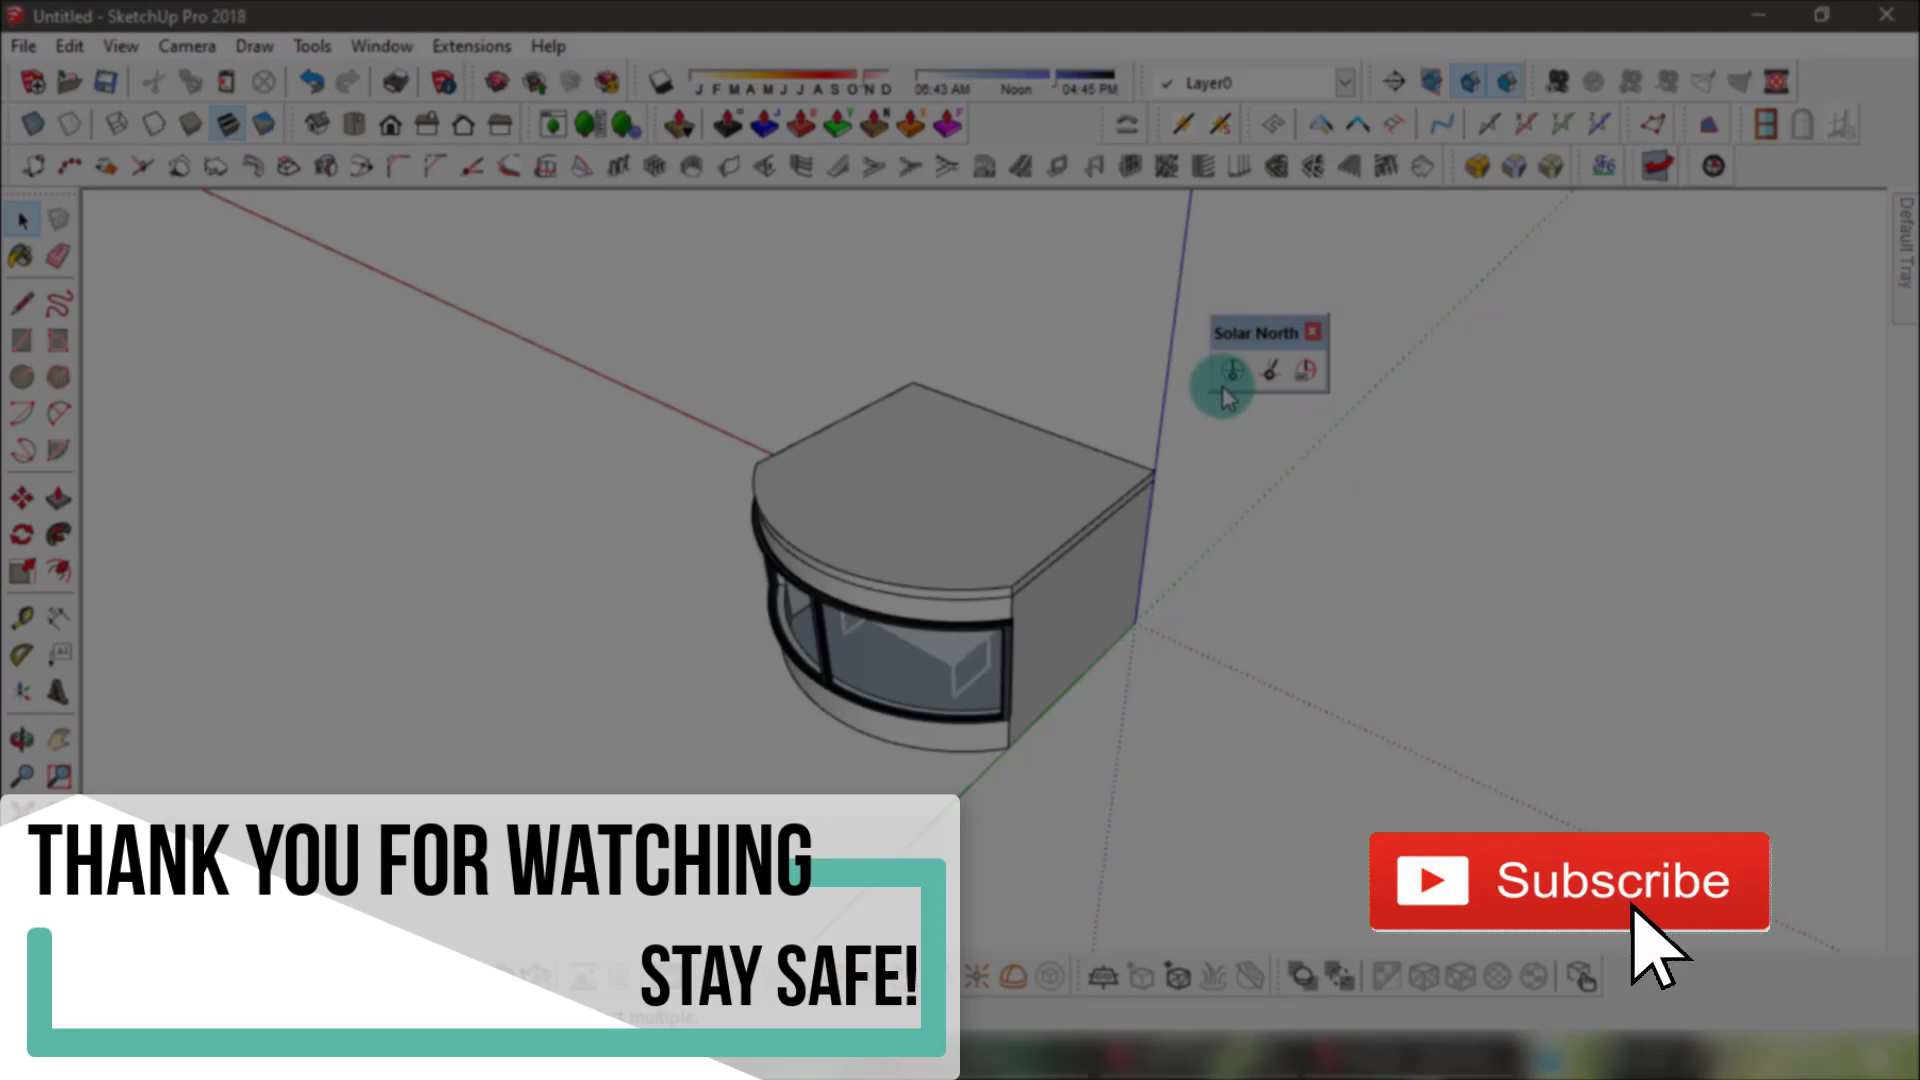 Untitled - SketchUp Pro 2018
File Edit View Camera Draw Tools Window Extensions Help
J F M A M J J A S O N D 06:43 AM Noon 04:45 PM Layer0
Default Tray
Solar North
THANK YOU FOR WATCHING
STAY SAFE!
Subscribe
multiple.